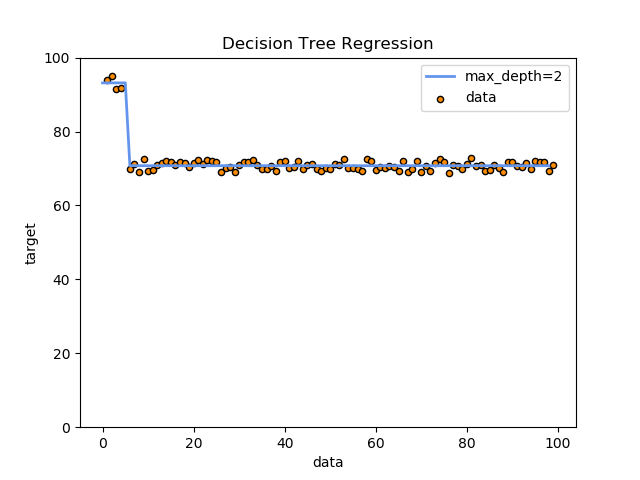 Decision Tree Regression
100
80
60
40
20
0
target
max_depth=2
data
0 20 40 60 80 100
data